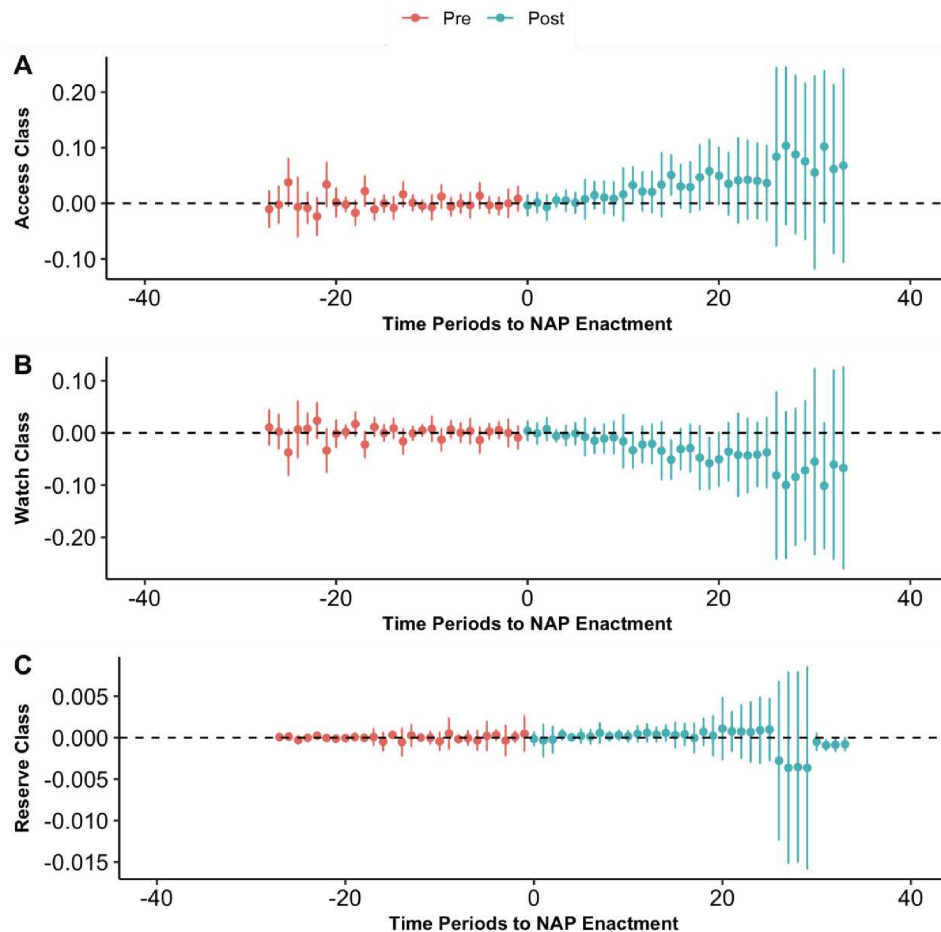 Pre Post
A
Access Class
0.20
0.10
0.00
-0.10
-40 -20 0 20 40
Time Periods to NAP Enactment
B
Watch Class
0.10
0.00
-0.10
-0.20
-40 -20 0 20 40
Time Periods to NAP Enactment
C
Reserve Class
0.005
0.000
-0.005
-0.010
-0.015
-40 -20 0 20 40
Time Periods to NAP Enactment